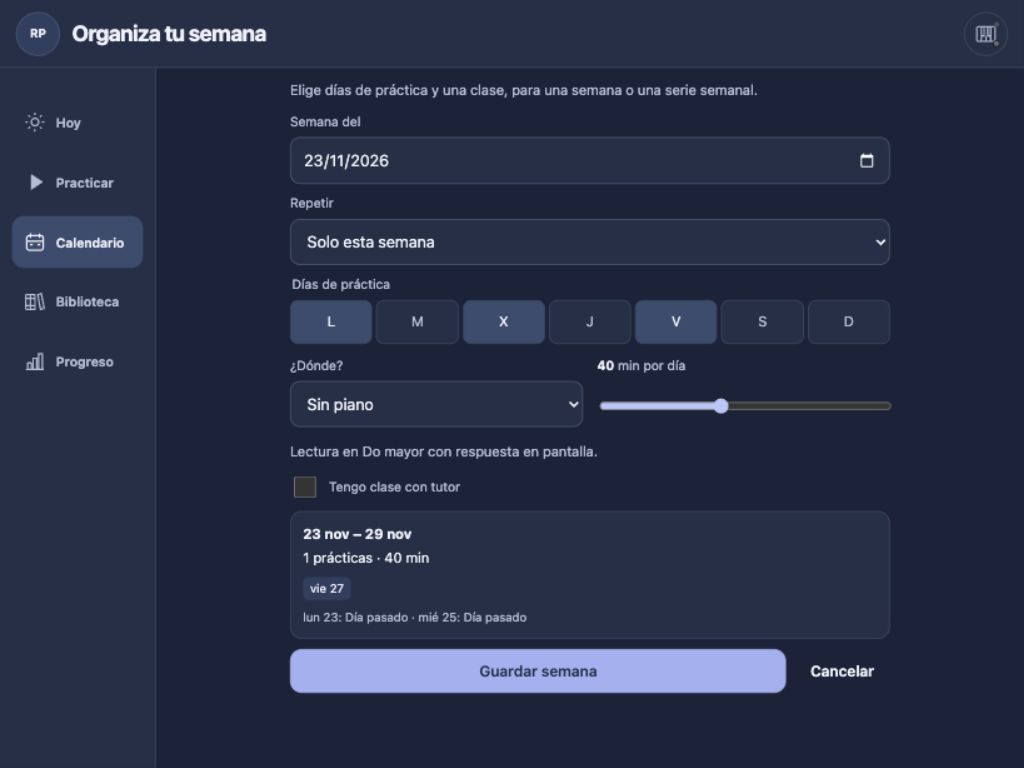 RP
Organiza tu semana
Hoy
Practicar
Calendario
Biblioteca
Progreso
Elige días de práctica y una clase, para una semana o una serie semanal.
Semana del
23/11/2026
Repetir
Solo esta semana
Días de práctica
L M X J V S D
¿Dónde?
40 min por día
Sin piano
Lectura en Do mayor con respuesta en pantalla.
Tengo clase con tutor
23 nov – 29 nov
1 prácticas · 40 min
vie 27
lun 23: Día pasado · mié 25: Día pasado
Guardar semana
Cancelar